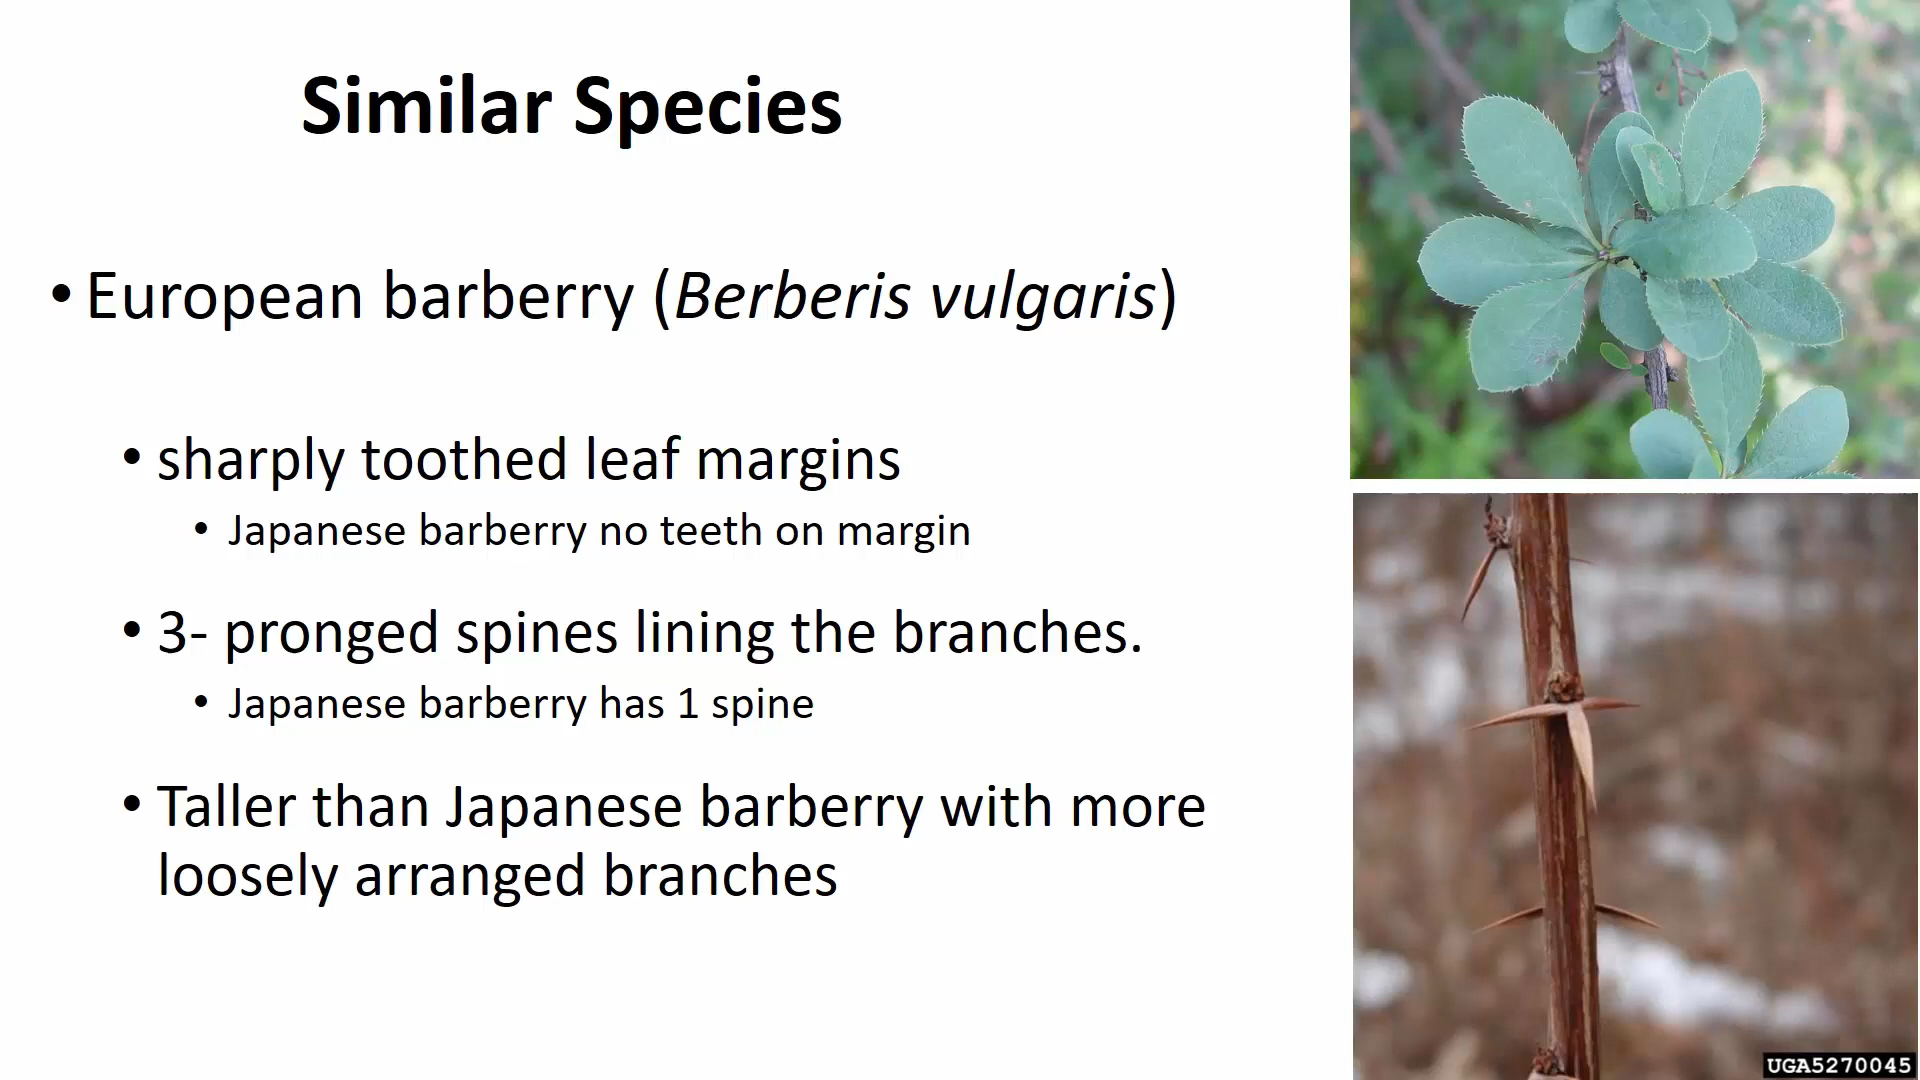 Similar Species
• European barberry (Berberis vulgaris)
• sharply toothed leaf margins
• Japanese barberry no teeth on margin
• 3- pronged spines lining the branches.
• Japanese barberry has 1 spine
• Taller than Japanese barberry with more
loosely arranged branches
UGA5270045